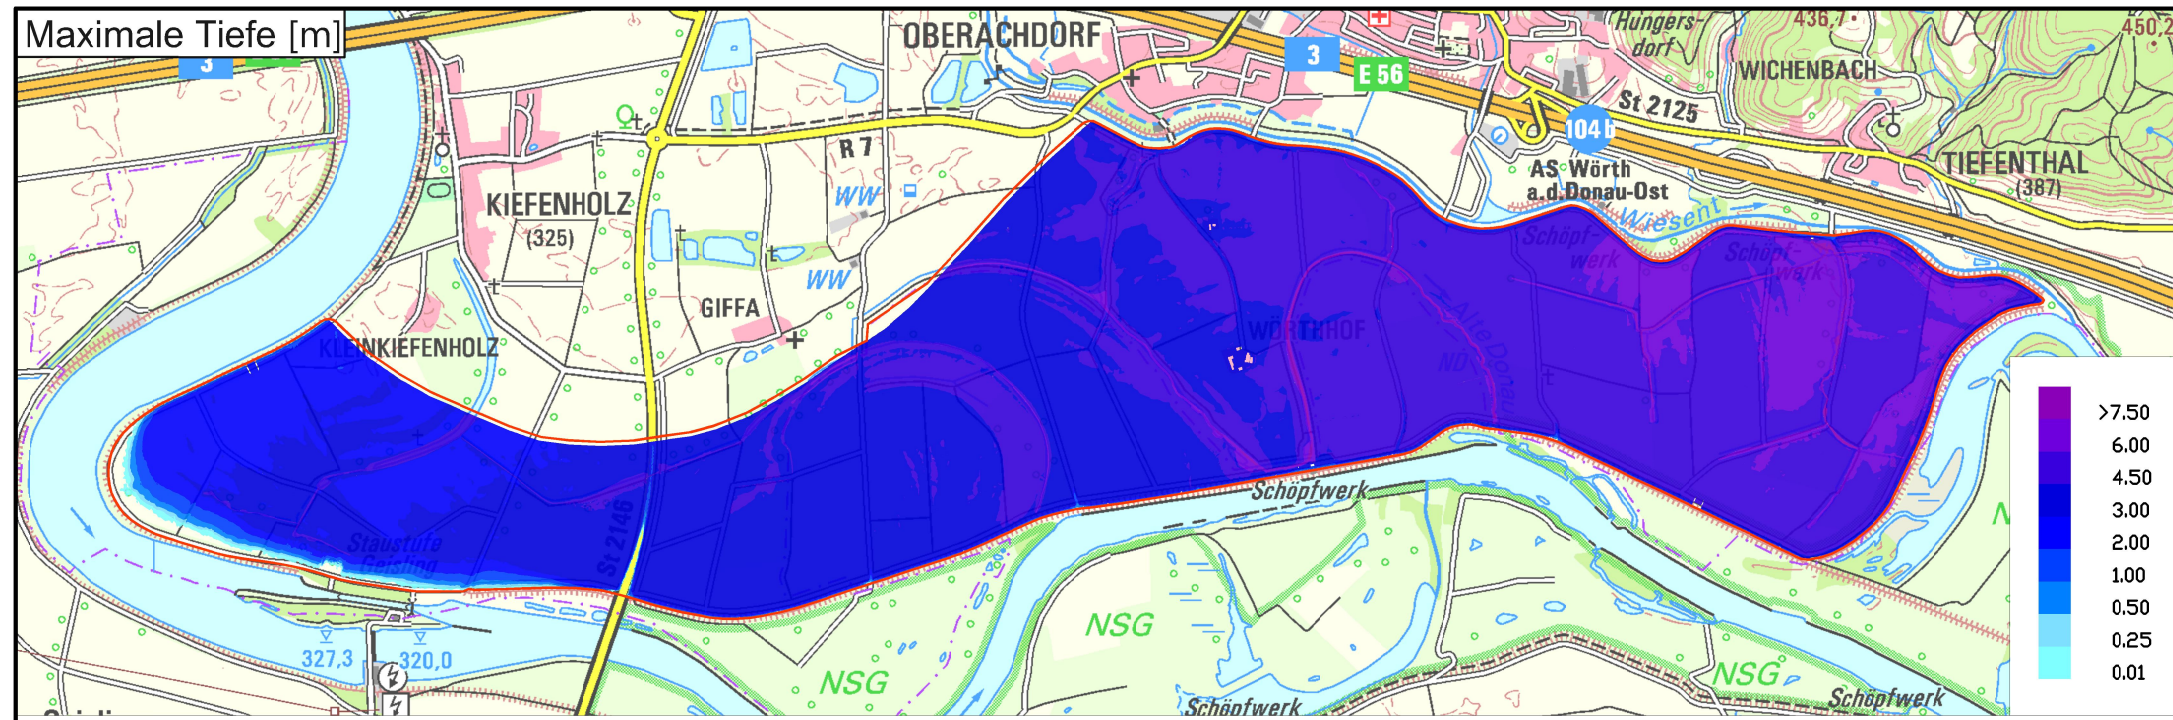 Maximale Tiefe [m]
3
OBERACHDORF
3
E 56
Hungers-
dorf
436,7
450,2
WICHENBACH
St 2125
104 b
TIEFENTHAL
(387)
AS Wörth
a.d.Donau-Ost
R 7
WW
KIEFENHOLZ
(325)
Wiesent
Schöpf-
werk
Schöpf-
werk
WW
GIFFA
KLEINKIEFENHOLZ
WÖRTHHOF
Alte Donau
ND
St 2146
Staustufe
Geisling
Schöpfwerk
NSG
NSG
NSG
N
327,3
320,0
Schöpfwerk
Schöpfwerk
>7.50
6.00
4.50
3.00
2.00
1.00
0.50
0.25
0.01